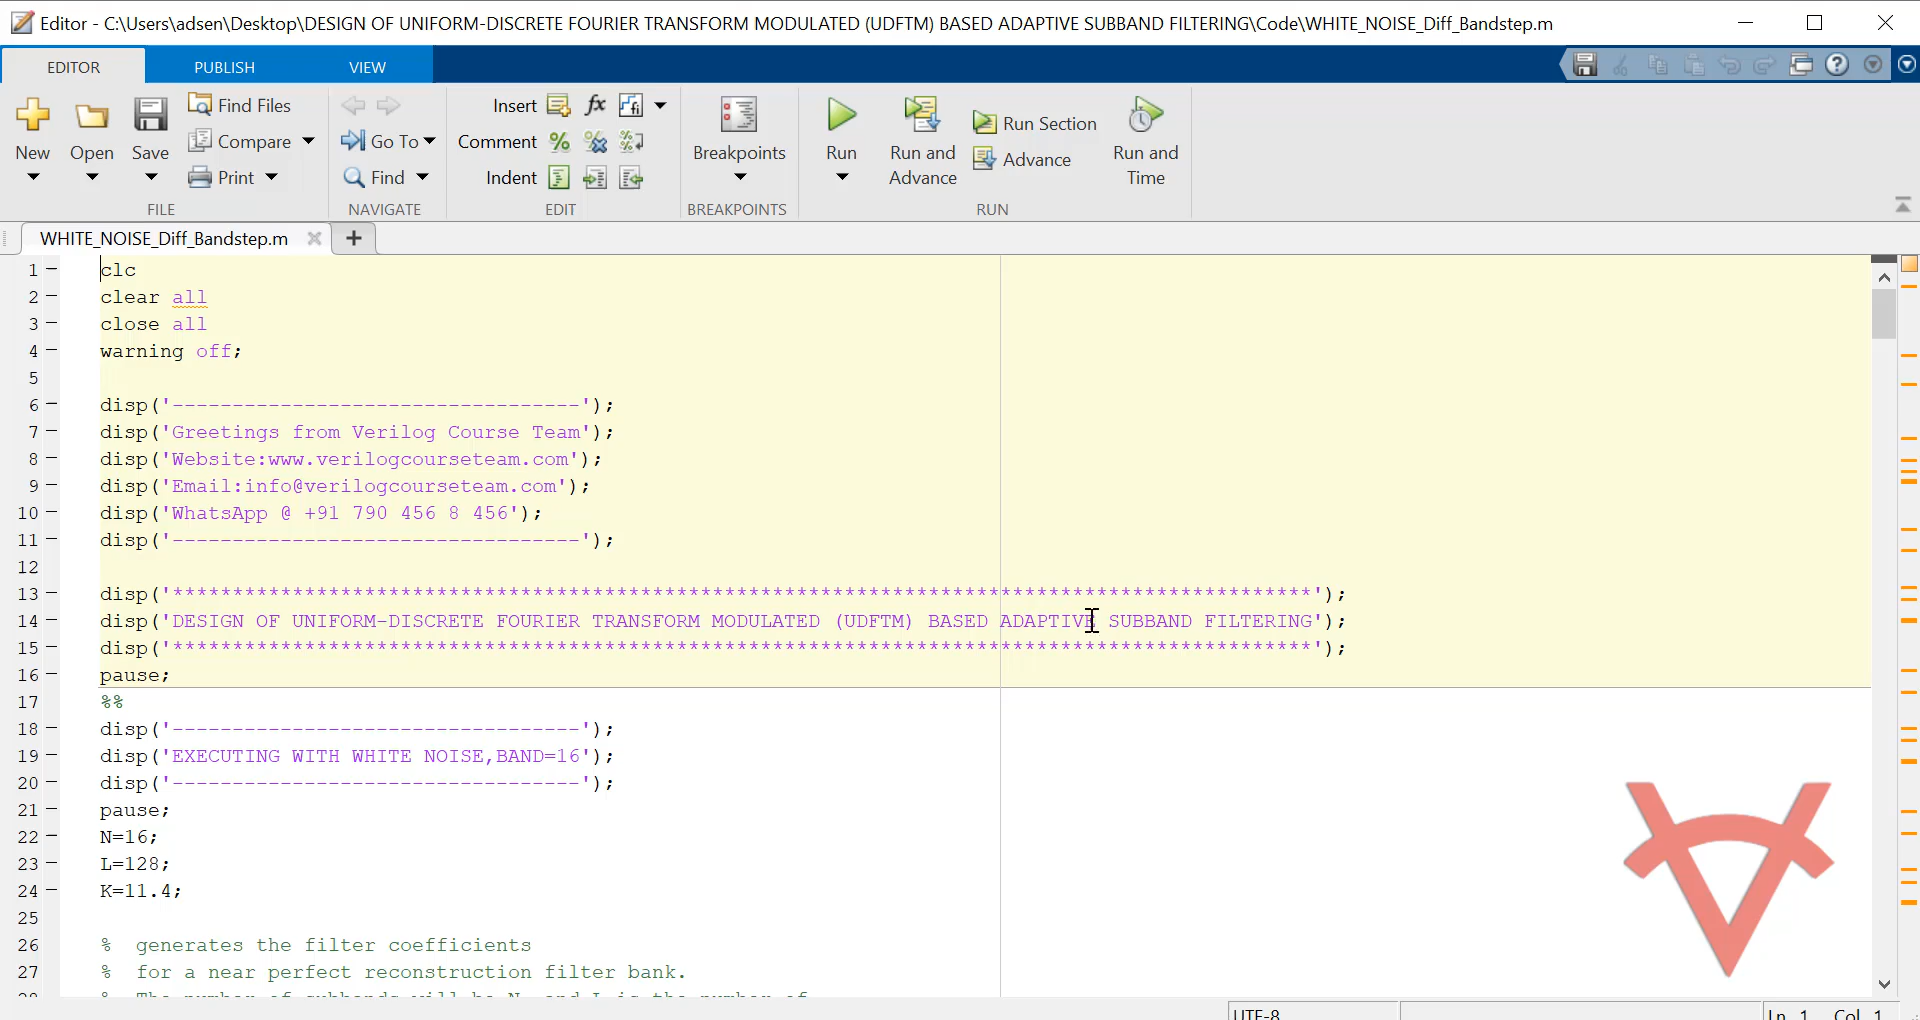 Editor - C:\Users\adsen\Desktop\DESIGN OF UNIFORM-DISCRETE FOURIER TRANSFORM MODULATED (UDFTM) BASED ADAPTIVE SUBBAND FILTERING\Code\WHITE_NOISE_Diff_Bandstep.m
EDITOR PUBLISH VIEW
New Open Save Find Files Compare Print
Go To Find
Insert fx fi
Comment
Indent
Breakpoints
Run Run and Advance Run Section Advance Run and Time
FILE NAVIGATE EDIT BREAKPOINTS RUN
WHITE_NOISE_Diff_Bandstep.m
1 clc
2 clear all
3 close all
4 warning off;
5
6 disp('----------------------------------');
7 disp('Greetings from Verilog Course Team');
8 disp('Website:www.verilogcourseteam.com');
9 disp('Email:info@verilogcourseteam.com');
10 disp('WhatsApp @ +91 790 456 8 456');
11 disp('----------------------------------');
12
13 disp('***********************************************************************************************');
14 disp('DESIGN OF UNIFORM-DISCRETE FOURIER TRANSFORM MODULATED (UDFTM) BASED ADAPTIVE SUBBAND FILTERING');
15 disp('***********************************************************************************************');
16 pause;
17 %%
18 disp('----------------------------------');
19 disp('EXECUTING WITH WHITE NOISE,BAND=16');
20 disp('----------------------------------');
21 pause;
22 N=16;
23 L=128;
24 K=11.4;
25
26 % generates the filter coefficients
27 % for a near perfect reconstruction filter bank.
UTF-8 Ln 1 Col 1